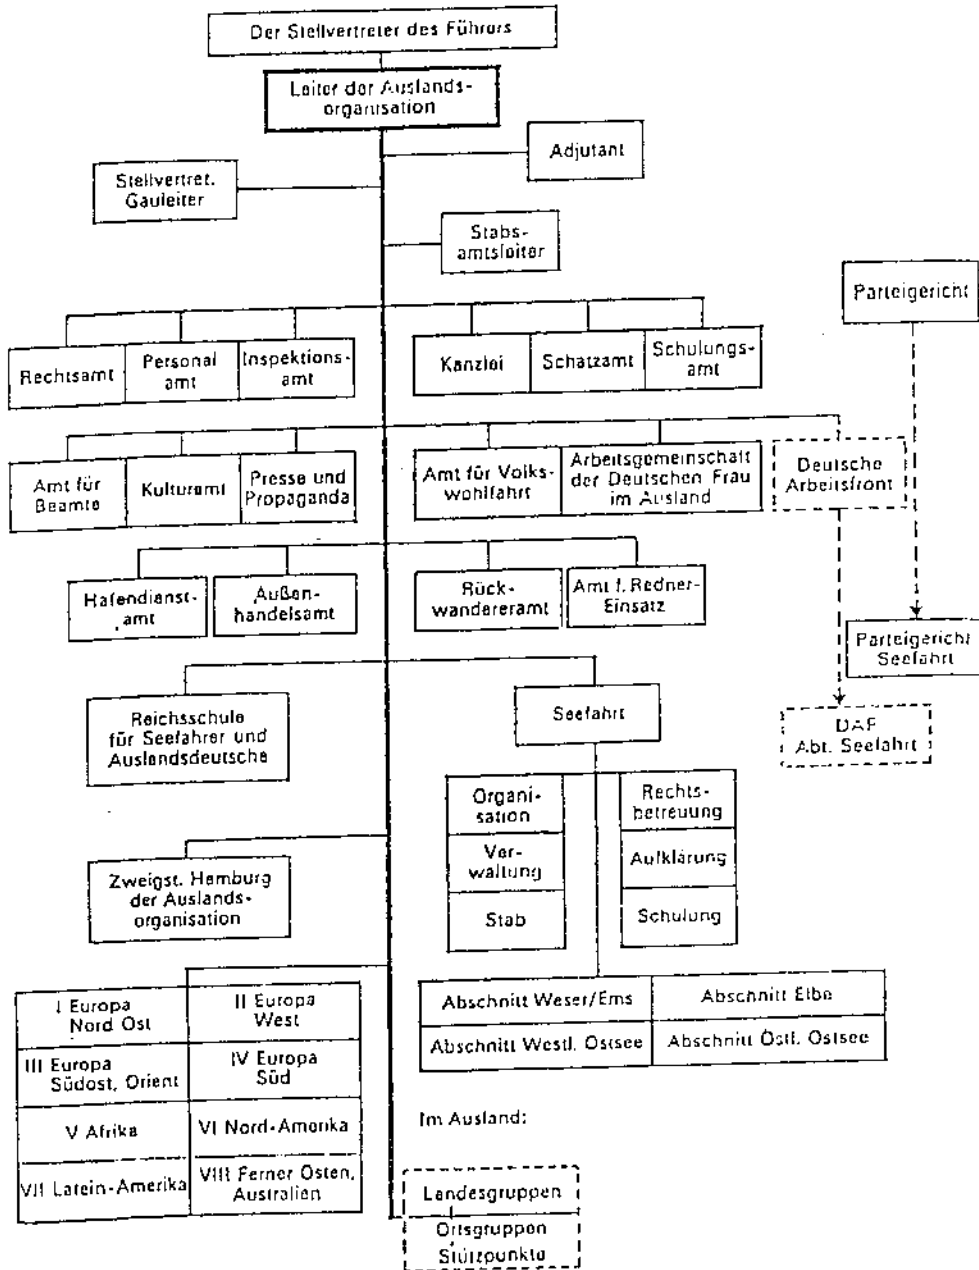 Der Stellvertreter des Führers
Leiter der Auslands-
organisation
Adjutant
Stellvertret.
Gauleiter
Stabs-
amtsleiter
Parteigericht
Rechtsamt
Personal
amt
Inspektions-
amt
Kanzlei
Schatzamt
Schulungs-
amt
Amt für
Beamte
Kulturamt
Presse und
Propaganda
Amt für Volks-
wohlfahrt
Arbeitsgemeinschaft
der Deutschen Frau
im Ausland
Deutsche
Arbeitsfront
Hafendienst-
amt
Außen-
handelsamt
Rück-
wandereramt
Amt f. Redner-
Einsatz
Parteigericht
Seefahrt
Reichsschule
für Seefahrer und
Auslandsdeutsche
Seefahrt
DAF
Abt. Seefahrt
Organi-
sation
Rechts-
betreuung
Ver-
waltung
Aufklärung
Stab
Schulung
Zweigst. Hamburg
der Auslands-
organisation
Abschnitt Weser/Ems
Abschnitt Elbe
Abschnitt Westl. Ostsee
Abschnitt Östl. Ostsee
I Europa
Nord Ost
II Europa
West
III Europa
Südost, Orient
IV Europa
Süd
V Afrika
VI Nord-Amerika
VII Latein-Amerika
VIII Ferner Osten,
Australien
Im Ausland:
Landesgruppen
Ortsgruppen
Stützpunkte